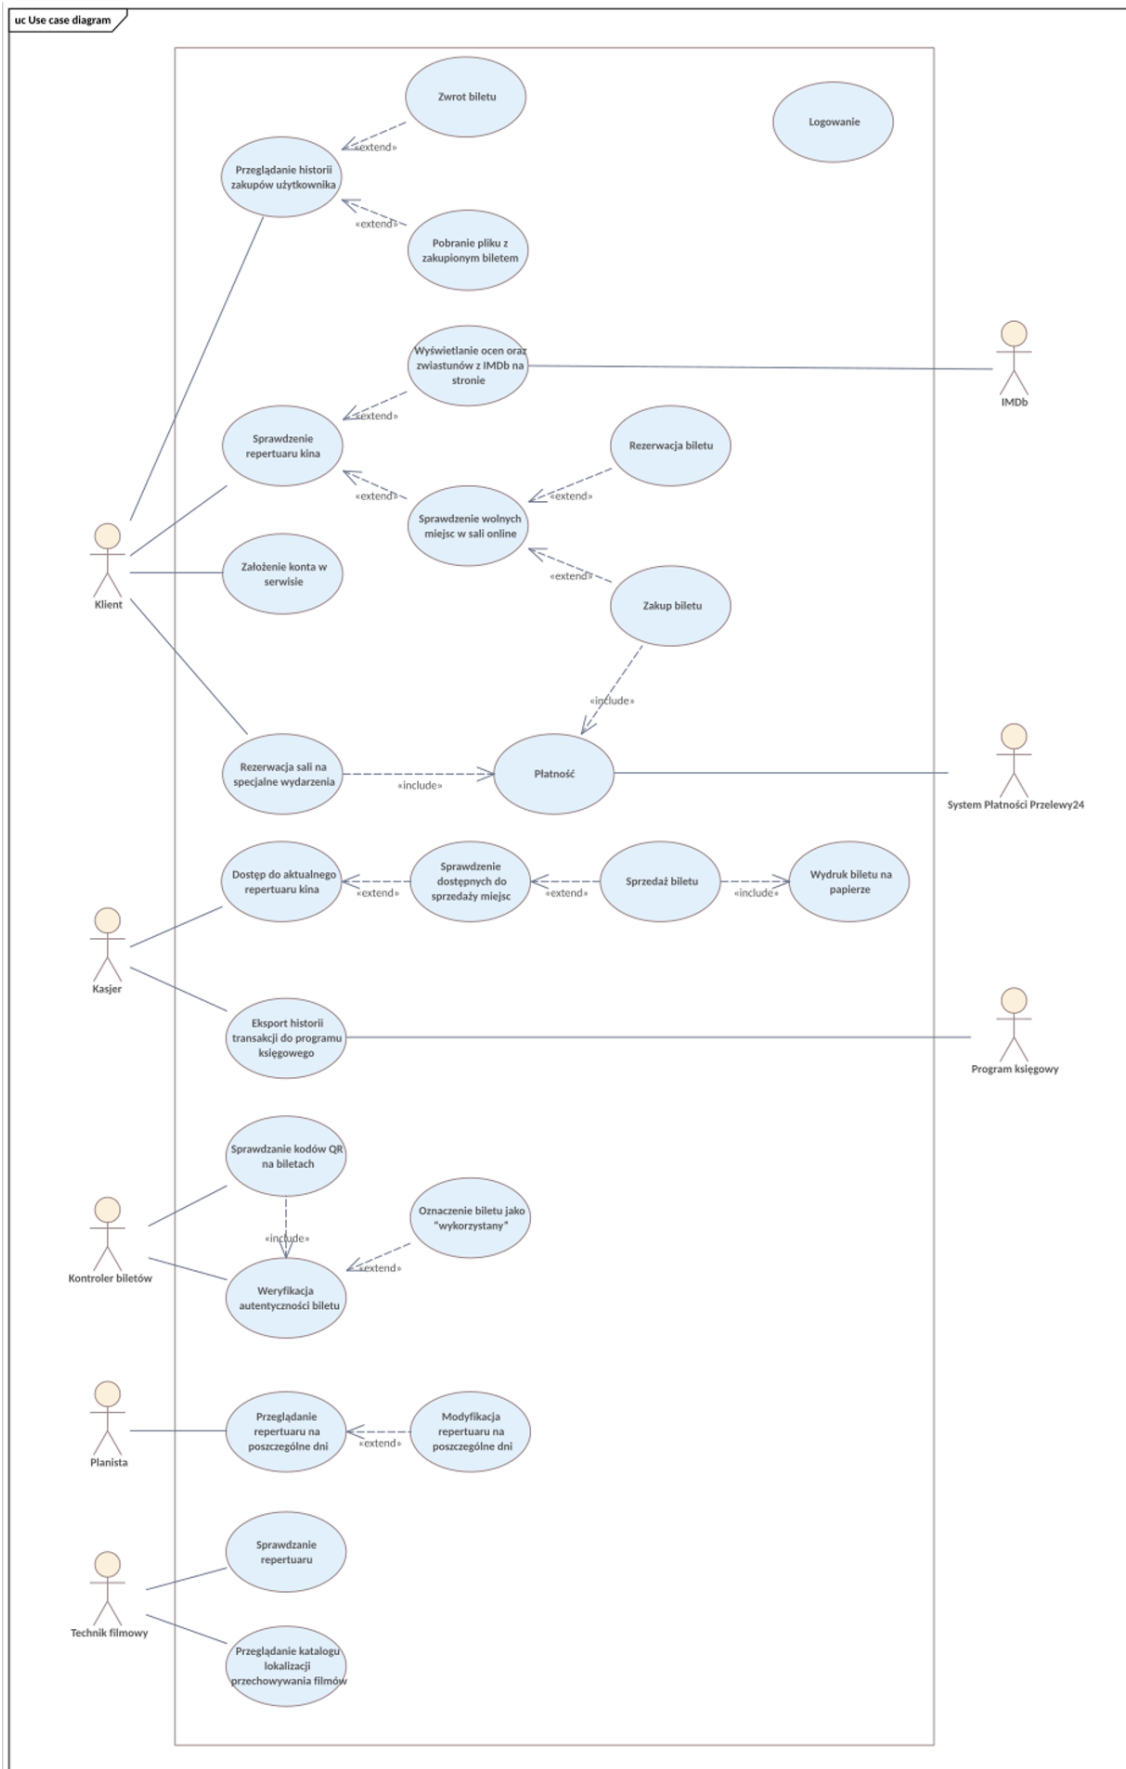 uc Use case diagram
Zwrot biletu
Logowanie
Przeglądanie historii
zakupów użytkownika
«extend»
«extend»
Pobranie pliku z
zakupionym biletem
Wyświetlanie ocen oraz
zwiastunów z IMDb na
stronie
IMDb
«extend»
Sprawdzenie
repertuaru kina
Rezerwacja biletu
«extend»
«extend»
Sprawdzenie wolnych
miejsc w sali online
Założenie konta w
serwisie
«extend»
Klient
Zakup biletu
«include»
Rezerwacja sali na
specjalne wydarzenia
«include»
Płatność
System Płatności Przelewy24
Dostęp do aktualnego
repertuaru kina
«extend»
Sprawdzenie
dostępnych do
sprzedaży miejsc
«extend»
Sprzedaż biletu
«include»
Wydruk biletu na
papierze
Kasjer
Eksport historii
transakcji do programu
księgowego
Program księgowy
Sprawdzanie kodów QR
na biletach
Oznaczenie biletu jako
"wykorzystany"
«include»
«extend»
Kontroler biletów
Weryfikacja
autentyczności biletu
Przeglądanie
repertuaru na
poszczególne dni
«extend»
Modyfikacja
repertuaru na
poszczególne dni
Planista
Sprawdzanie
repertuaru
Technik filmowy
Przeglądanie katalogu
lokalizacji
przechowywania filmów